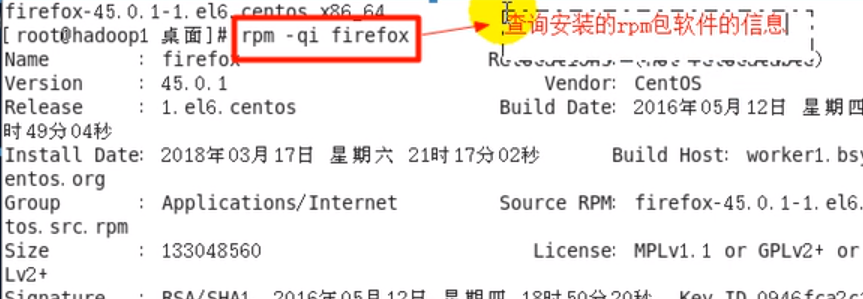 firefox-45.0.1-1.el6.centos.x86_64
[root@hadoop1 桌面]# rpm -qi firefox
查询安装的rpm包软件的信息
Name : firefox
Version : 45.0.1 Vendor: CentOS
Release : 1.el6.centos Build Date: 2016年05月12日 星期四
时49分04秒
Install Date: 2018年03月17日 星期六 21时17分02秒 Build Host: worker1.bsy
entos.org
Group : Applications/Internet Source RPM: firefox-45.0.1-1.el6.
tos.src.rpm
Size : 133048560 License: MPLv1.1 or GPLv2+ or
Lv2+
Signature : RSA/SHA1, 2016年05月12日 星期四 18时50分20秒, Key ID 0946fca2c